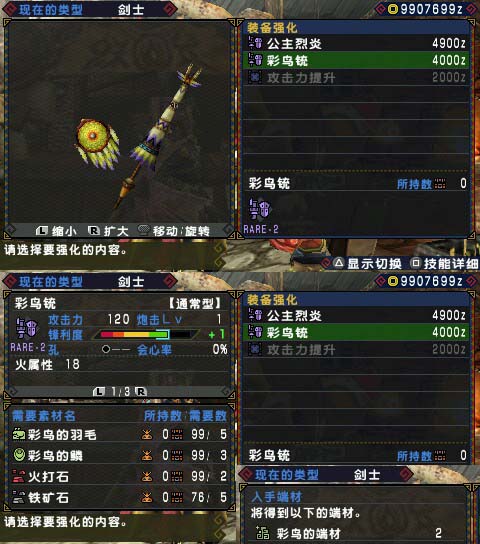 现在的类型 剑士
9907699z
装备强化
公主烈炎 4900z
彩鸟铳 4000z
攻击力提升 2000z
彩鸟铳 所持数 0
RARE-2
L 缩小 R 扩大 移动/旋转
请选择要强化的内容。
△显示切换 □技能详细
现在的类型 剑士
9907699z
彩鸟铳 【通常型】
攻击力 120 炮击Lv 1
锋利度 +1
RARE-2 孔 ○—— 会心率 0%
火属性 18
L 1/3 R
装备强化
公主烈炎 4900z
彩鸟铳 4000z
攻击力提升 2000z
彩鸟铳 所持数 0
需要素材名 所持数/需要数
彩鸟的羽毛 0 99/ 5
彩鸟的鳞 0 99/ 3
火打石 0 99/ 2
铁矿石 0 76/ 5
请选择要强化的内容。
现在的类型 剑士
入手端材
将得到以下的端材。
彩鸟的端材 2